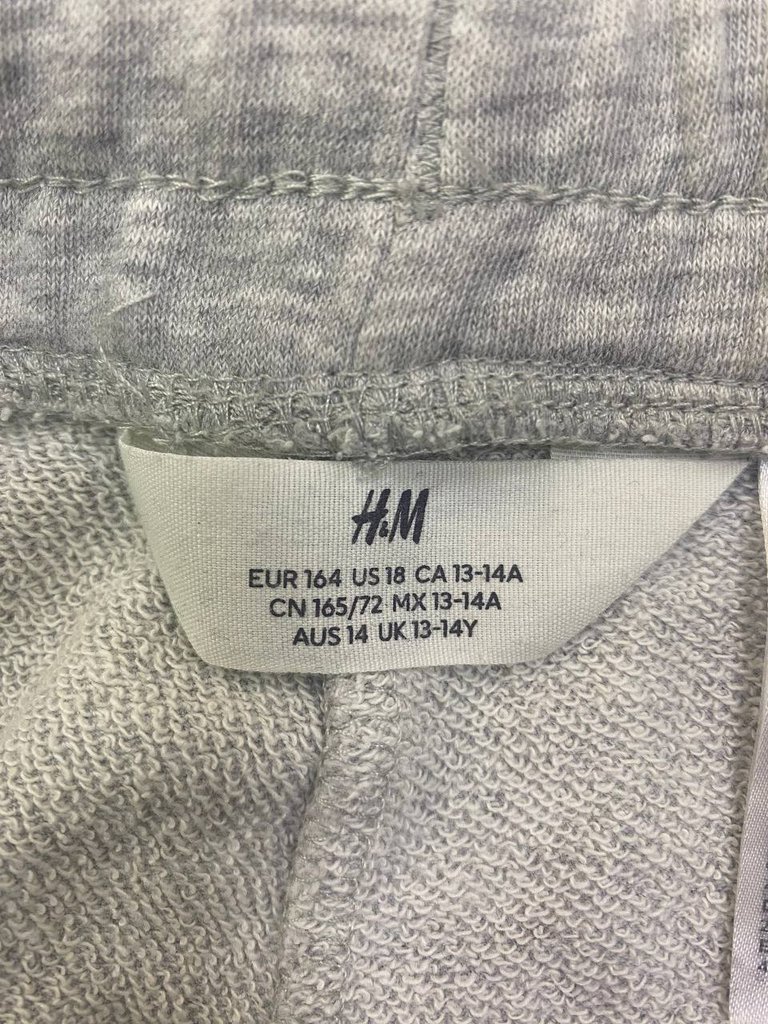 H&M
EUR 164 US 18 CA 13-14A
CN 165/72 MX 13-14A
AUS 14 UK 13-14Y